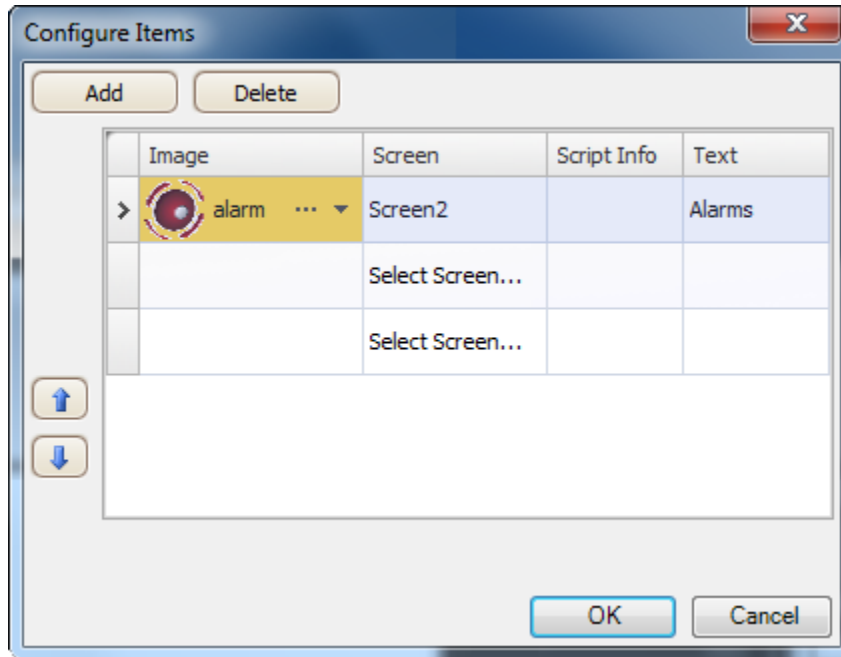 Configure Items
Add Delete
Image Screen Script Info Text
alarm ... Screen2 Alarms
Select Screen...
Select Screen...
OK Cancel